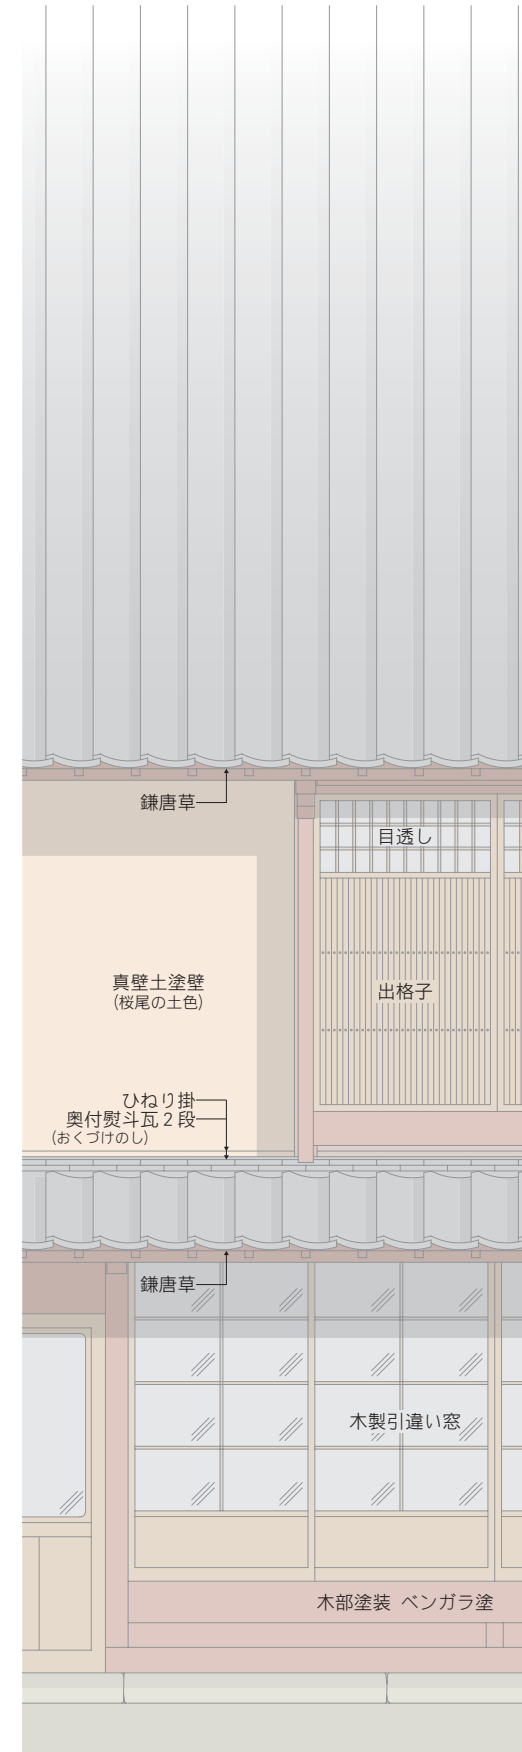 鎌唐草
目透し
真壁土塗壁
(桜尾の土色)
出格子
ひねり掛
奥付熨斗瓦２段
(おくづけのし)
鎌唐草
木製引違い窓
木部塗装 ベンガラ塗